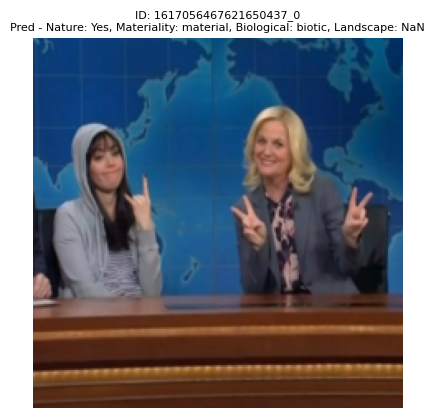 ID: 1617056467621650437_0
Pred - Nature: Yes, Materiality: material, Biological: biotic, Landscape: NaN